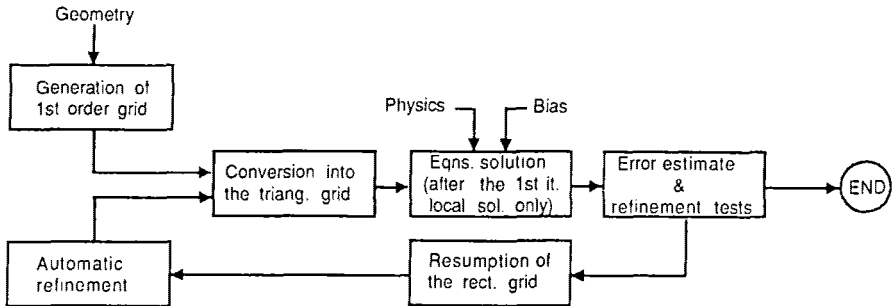 Geometry
Generation of
1st order grid
Physics
Bias
Conversion into
the triang. grid
Eqns. solution
(after the 1st it.
local sol. only)
Error estimate
&
refinement tests
END
Automatic
refinement
Resumption of
the rect. grid